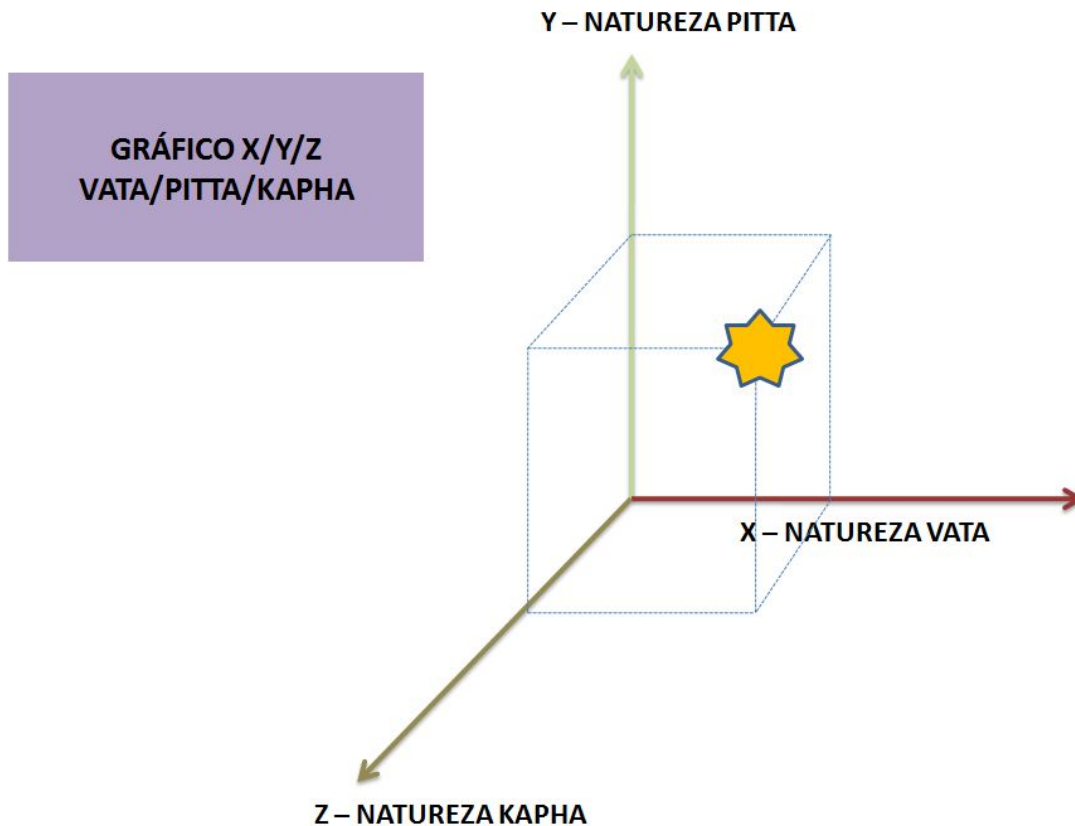 Y – NATUREZA PITTA
GRÁFICO X/Y/Z
VATA/PITTA/KAPHA
X – NATUREZA VATA
Z – NATUREZA KAPHA